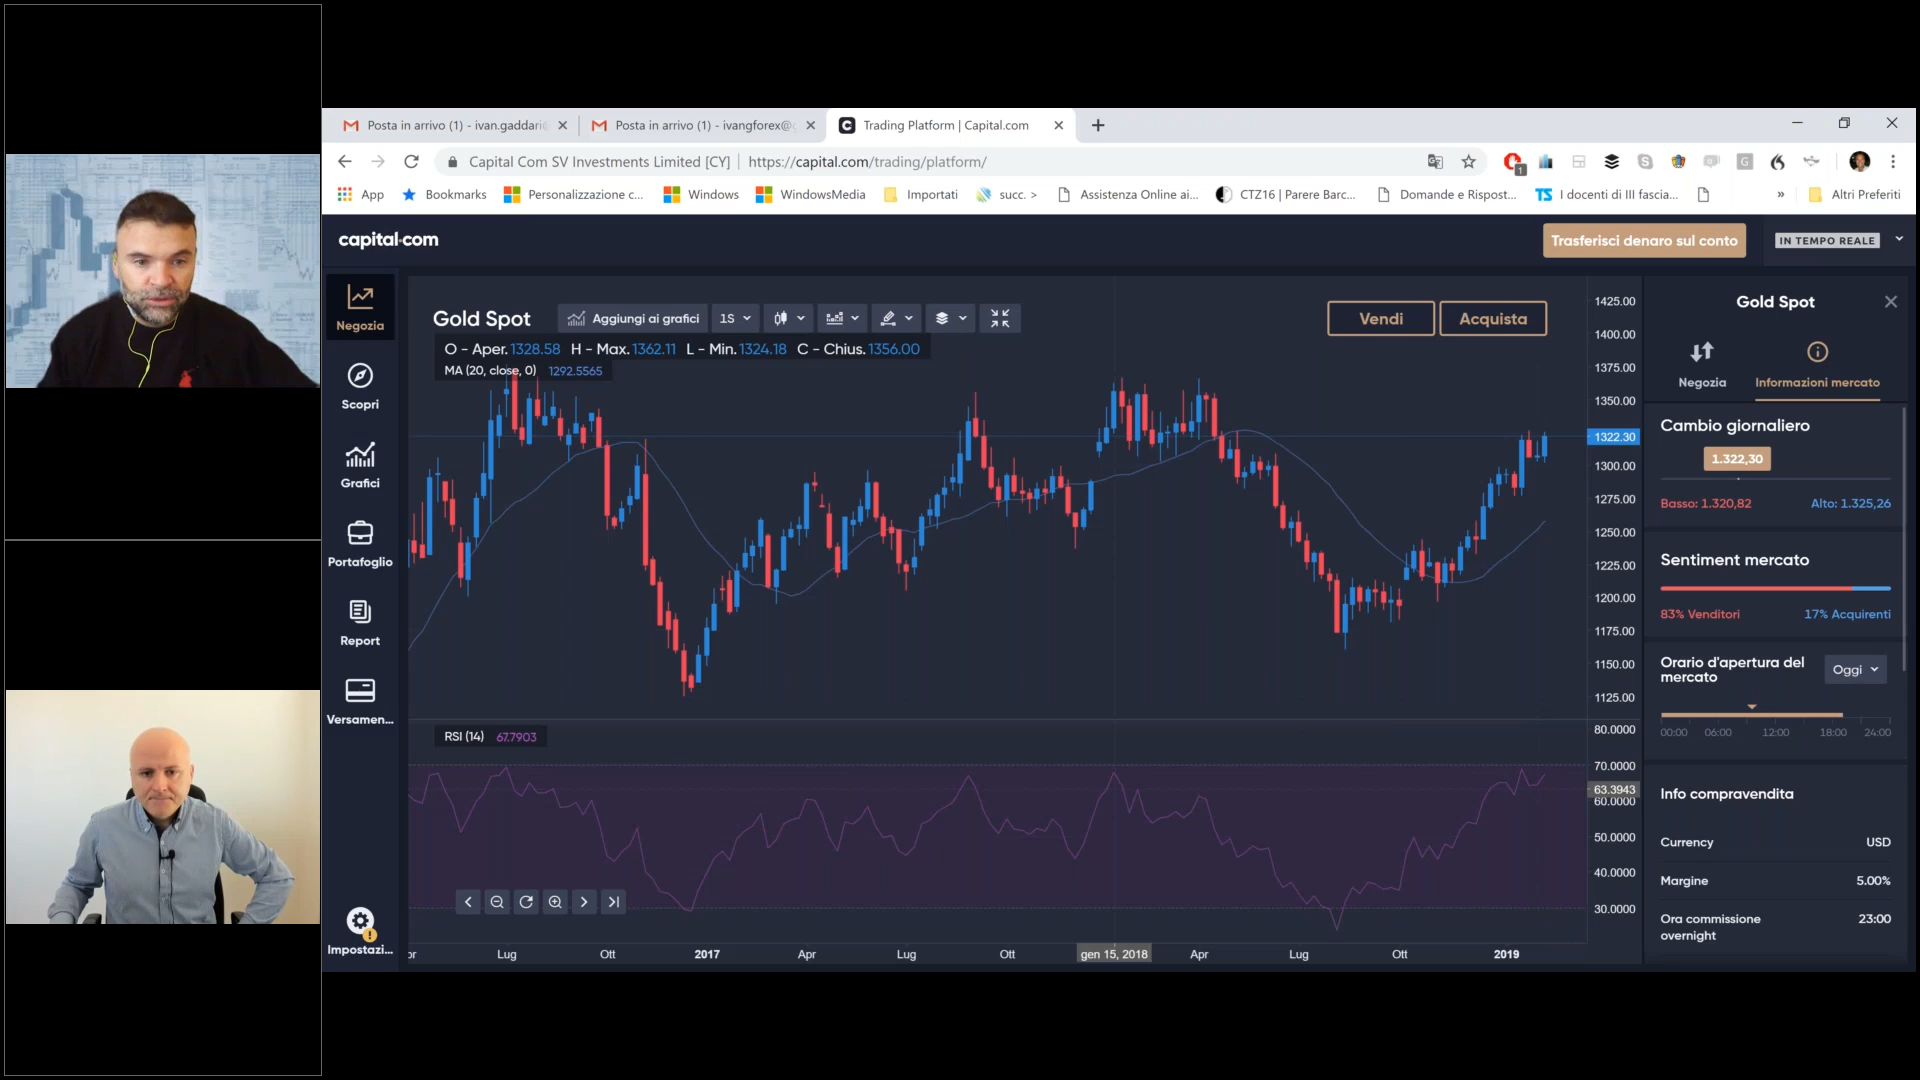 Posta in arrivo (1) - ivan.gaddari
Posta in arrivo (1) - ivangforex@
Trading Platform | Capital.com
Capital Com SV Investments Limited [CY] | https://capital.com/trading/platform/
App Bookmarks Personalizzazione c... Windows WindowsMedia Importati succ. > Assistenza Online ai... CTZ16 | Parere Barc... Domande e Rispost... TS I docenti di III fascia... » Altri Preferiti
capital.com
Trasferisci denaro sul conto
IN TEMPO REALE
Negozia
Scopri
Grafici
Portafoglio
Report
Versamen...
Impostazi...
Gold Spot
Aggiungi ai grafici
1S
Vendi
Acquista
O - Aper. 1328.58 H - Max. 1362.11 L - Min. 1324.18 C - Chius. 1356.00
MA (20, close, 0) 1292.5565
1425.00
1400.00
1375.00
1350.00
1322.30
1300.00
1275.00
1250.00
1225.00
1200.00
1175.00
1150.00
1125.00
RSI (14) 67.7903
80.0000
70.0000
63.3943
60.0000
50.0000
40.0000
30.0000
or Lug Ott 2017 Apr Lug Ott gen 15, 2018 Apr Lug Ott 2019
Gold Spot
Negozia
Informazioni mercato
Cambio giornaliero
1.322,30
Basso: 1.320,82 Alto: 1.325,26
Sentiment mercato
83% Venditori 17% Acquirenti
Orario d'apertura del
mercato
Oggi
00:00 06:00 12:00 18:00 24:00
Info compravendita
Currency USD
Margine 5.00%
Ora commissione
overnight
23:00